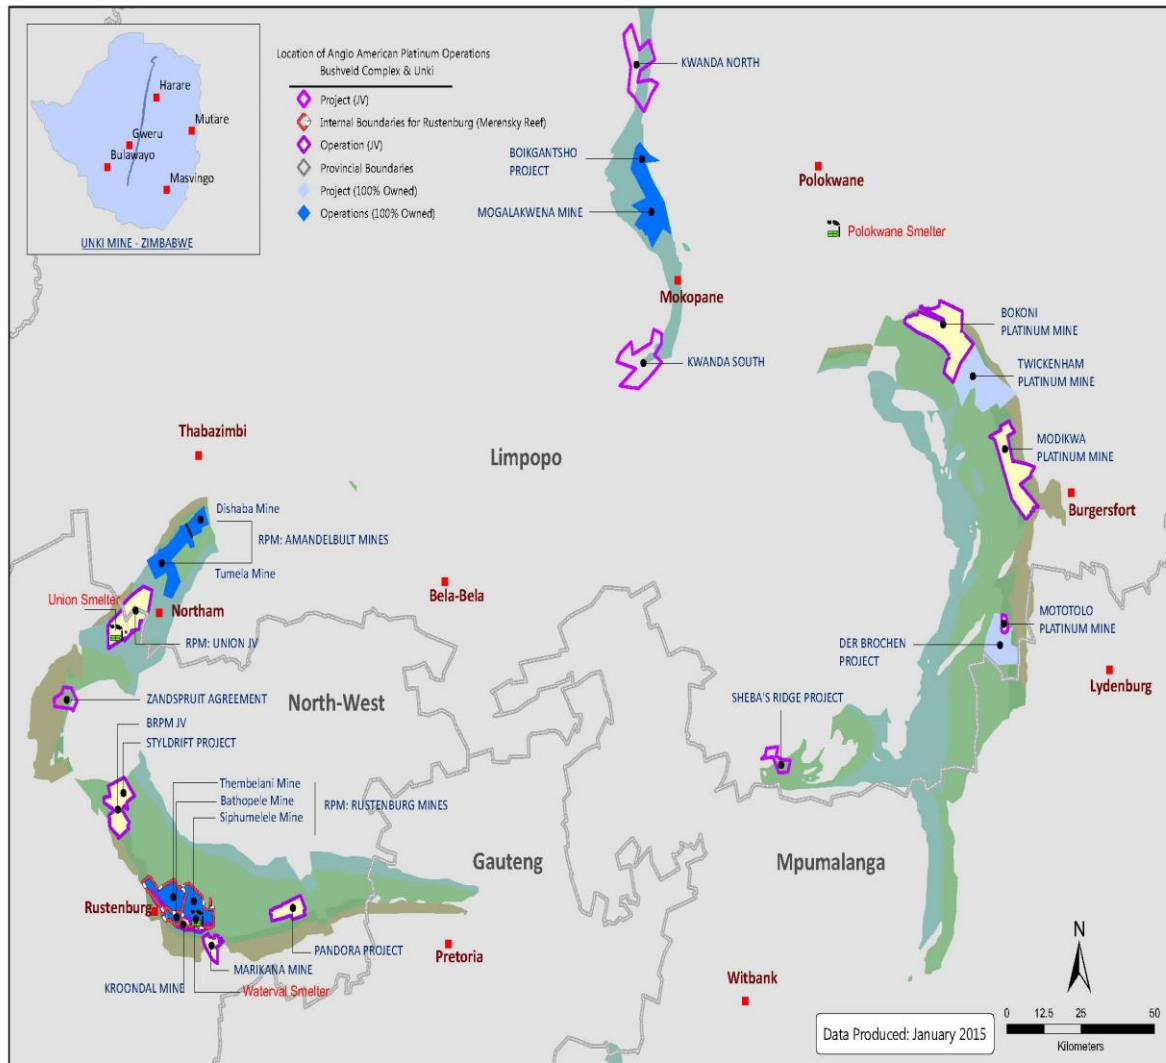 Harare
Mutare
Gweru
Bulawayo
Masvingo
UNKI MINE - ZIMBABWE
Location of Anglo American Platinum Operations
Bushveld Complex & Unki
Project (JV)
Internal Boundaries for Rustenburg (Merensky Reef)
Operation (JV)
Provincial Boundaries
Project (100% Owned)
Operations (100% Owned)
KWANDA NORTH
BOIKGANTSHO
PROJECT
MOGALAKWENA MINE
Polokwane
Polokwane Smelter
Mokopane
KWANDA SOUTH
BOKONI
PLATINUM MINE
TWICKENHAM
PLATINUM MINE
MODIKWA
PLATINUM MINE
Burgersfort
Thabazimbi
Limpopo
Dishaba Mine
RPM: AMANDELBULT MINES
Tumela Mine
Union Smelter
Northam
RPM: UNION JV
Bela-Bela
MOTOTOLO
PLATINUM MINE
DER BROCHEN
PROJECT
Lydenburg
ZANDSPRUIT AGREEMENT
North-West
SHEBA'S RIDGE PROJECT
BRPM JV
STYLDRIFT PROJECT
Thembelani Mine
Bathopele Mine
Siphumelele Mine
RPM: RUSTENBURG MINES
Gauteng
Mpumalanga
Rustenburg
PANDORA PROJECT
Pretoria
MARIKANA MINE
KROONDAL MINE
Waterval Smelter
Witbank
N
Data Produced: January 2015
0 12.5 25 50
Kilometers